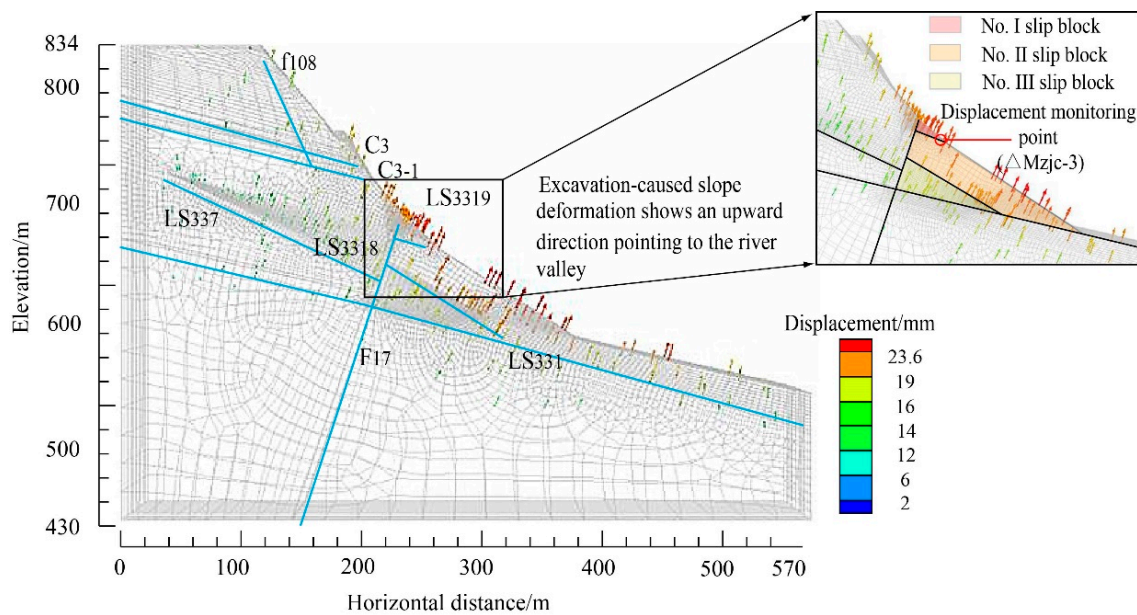 834
800
700
600
500
430
Elevation/m
0
100
200
300
400
500
570
Horizontal distance/m
f108
C3
C3-1
LS3319
LS337
LS3318
F17
LS331
Excavation-caused slope
deformation shows an upward
direction pointing to the river
valley
No. I slip block
No. II slip block
No. III slip block
Displacement monitoring
point
(△Mzjc-3)
Displacement/mm
23.6
19
16
14
12
6
2